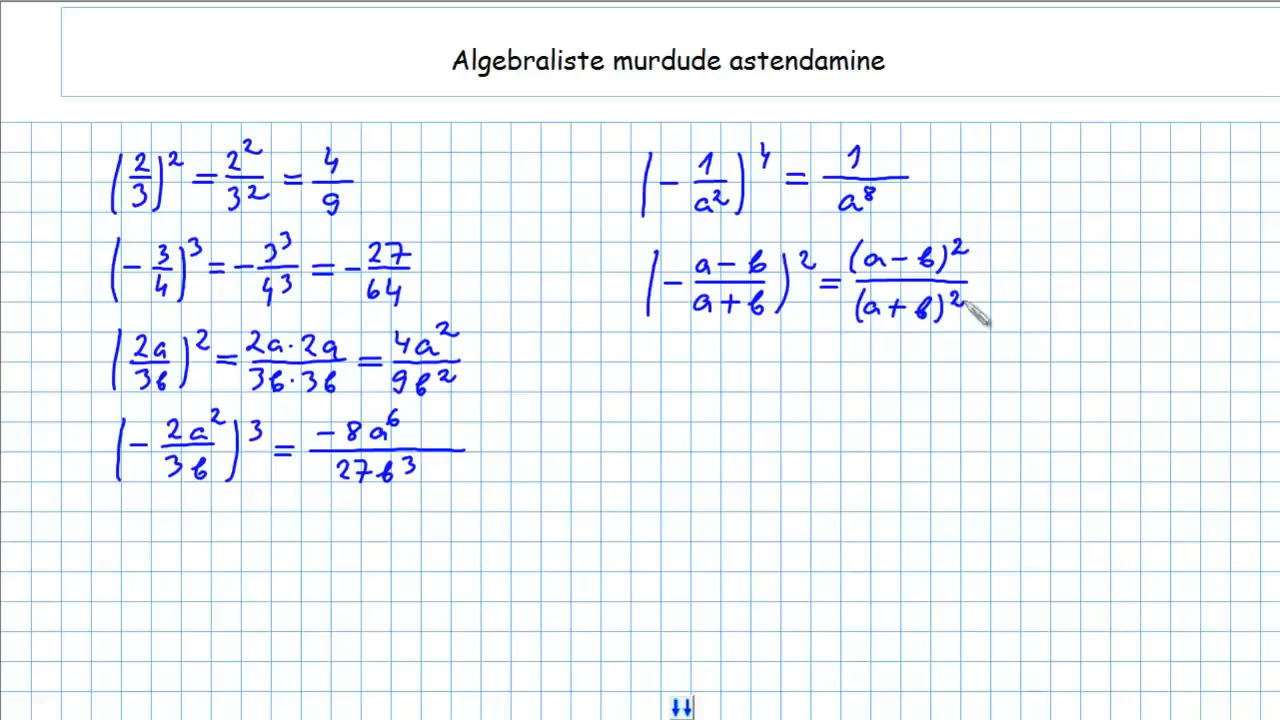 Algebraliste murdude astendamine
(2/3)² = 2²/3² = 4/9
(-3/4)³ = -3³/4³ = -27/64
(2a/3b)² = 2a·2a/3b·3b = 4a²/9b²
(-2a²/3b)³ = -8a⁶/27b³
(-1/a²)⁴ = 1/a⁸
(-a-b/a+b)² = (a-b)²/(a+b)²